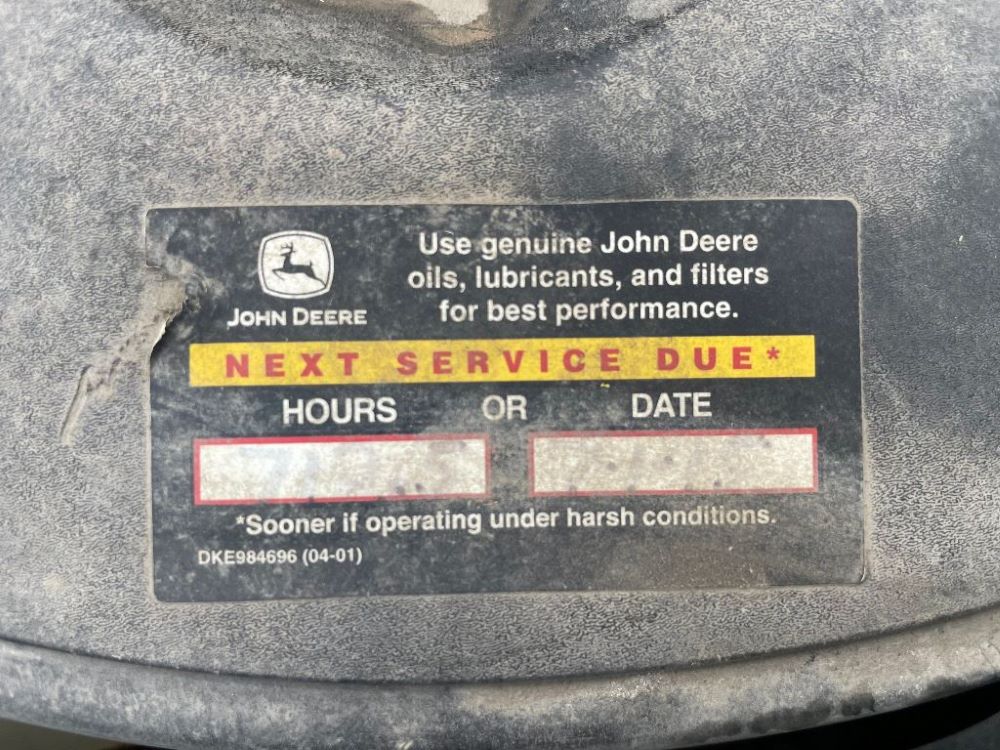 JOHN DEERE
Use genuine John Deere
oils, lubricants, and filters
for best performance.
NEXT SERVICE DUE*
HOURS OR DATE
*Sooner if operating under harsh conditions.
DKE984696 (04-01)